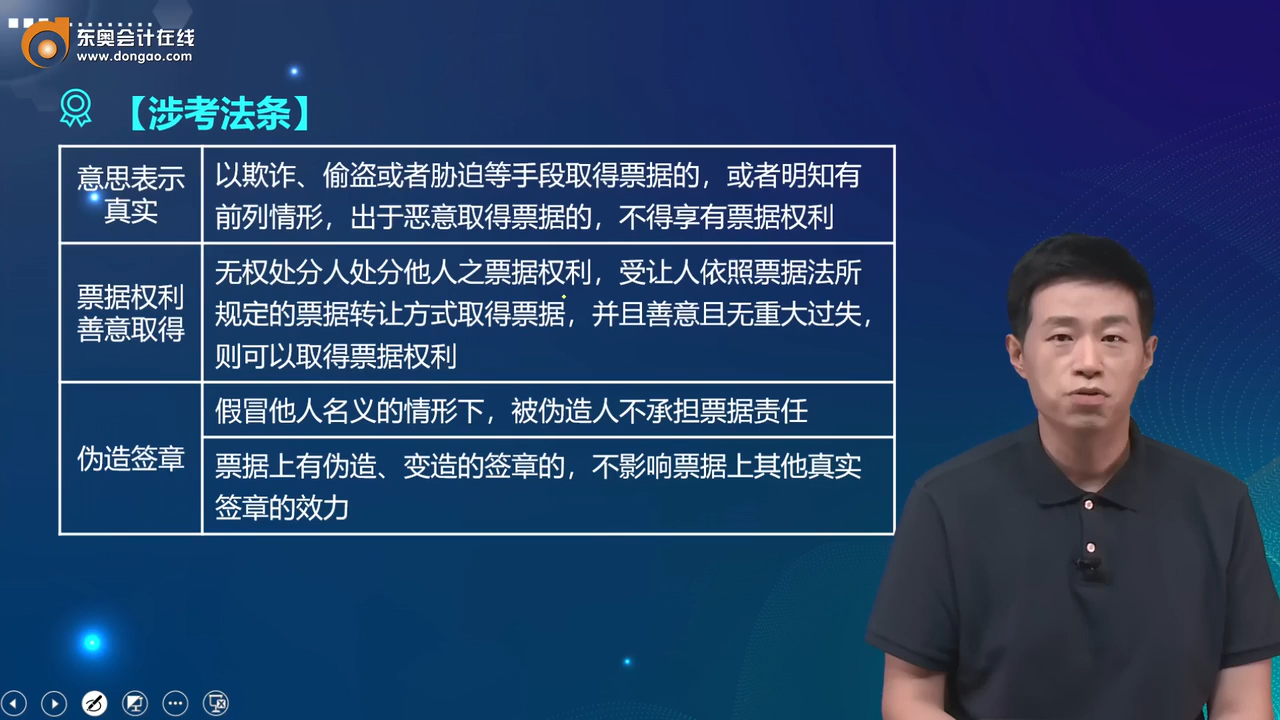 东奥会计在线
www.dongao.com
【涉考法条】
意思表示
真实
以欺诈、偷盗或者胁迫等手段取得票据的，或者明知有
前列情形，出于恶意取得票据的，不得享有票据权利
票据权利
善意取得
无权处分人处分他人之票据权利，受让人依照票据法所
规定的票据转让方式取得票据，并且善意且无重大过失，
则可以取得票据权利
伪造签章
假冒他人名义的情形下，被伪造人不承担票据责任
票据上有伪造、变造的签章的，不影响票据上其他真实
签章的效力